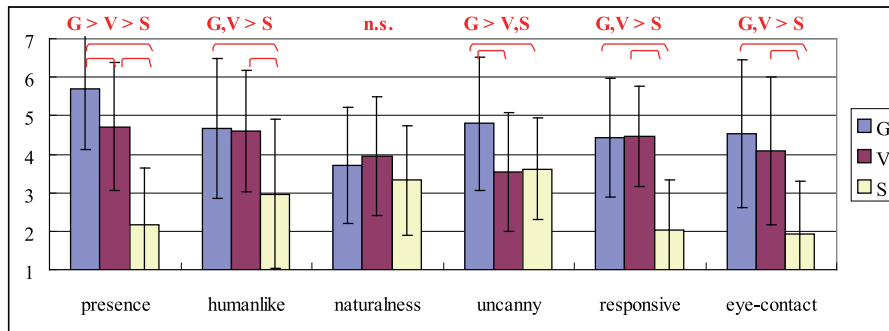 G > V > S G,V > S n.s. G > V,S G,V > S G,V > S
7
6
5
4
3
2
1
G
V
S
presence humanlike naturalness uncanny responsive eye-contact